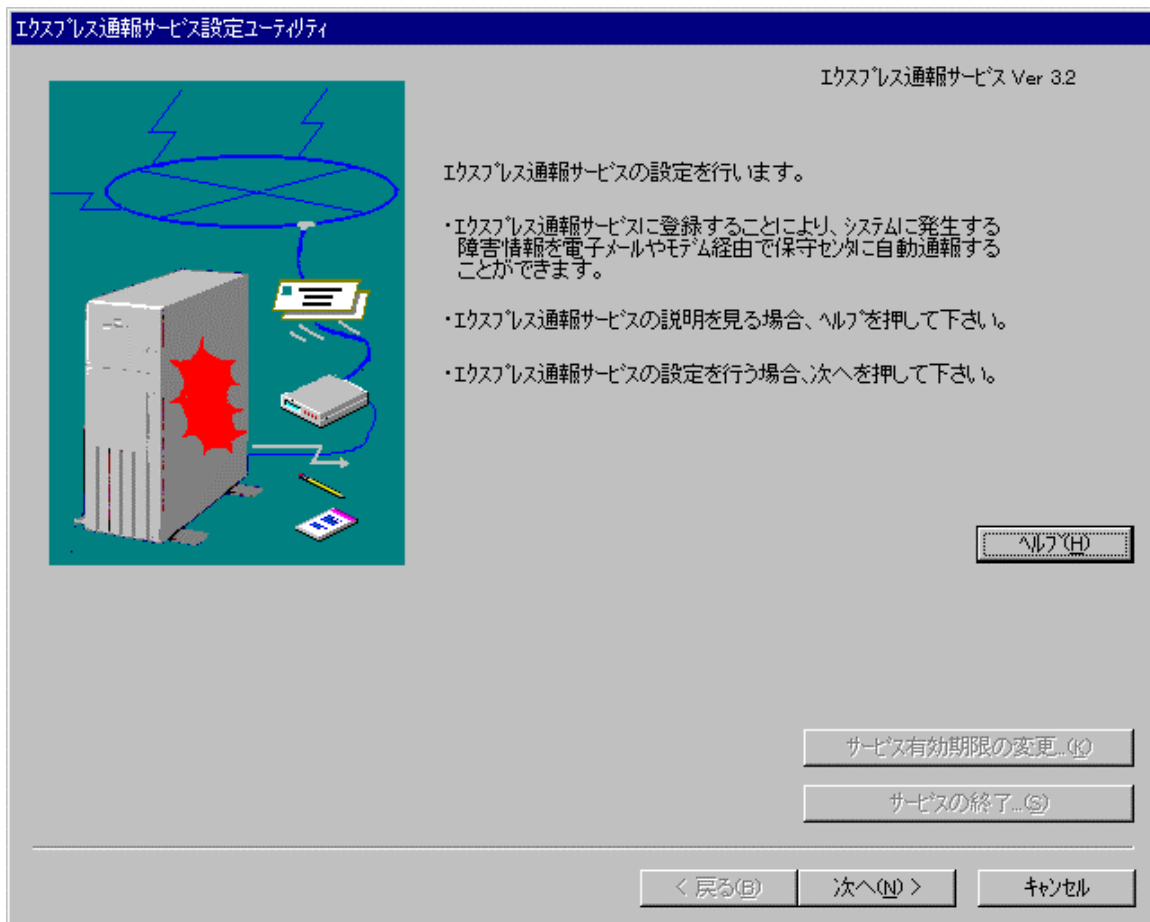 エクスプレス通報サービス設定ユーティリティ
エクスプレス通報サービス Ver 3.2
エクスプレス通報サービスの設定を行います。
・エクスプレス通報サービスに登録することにより、システムに発生する
障害情報を電子メールやモデム経由で保守センタに自動通報する
ことができます。
・エクスプレス通報サービスの説明を見る場合、ヘルプを押して下さい。
・エクスプレス通報サービスの設定を行う場合、次へを押して下さい。
ヘルプ(H)
サービス有効期限の変更...(K)
サービスの終了...(S)
< 戻る(B)
次へ(N) >
キャンセル